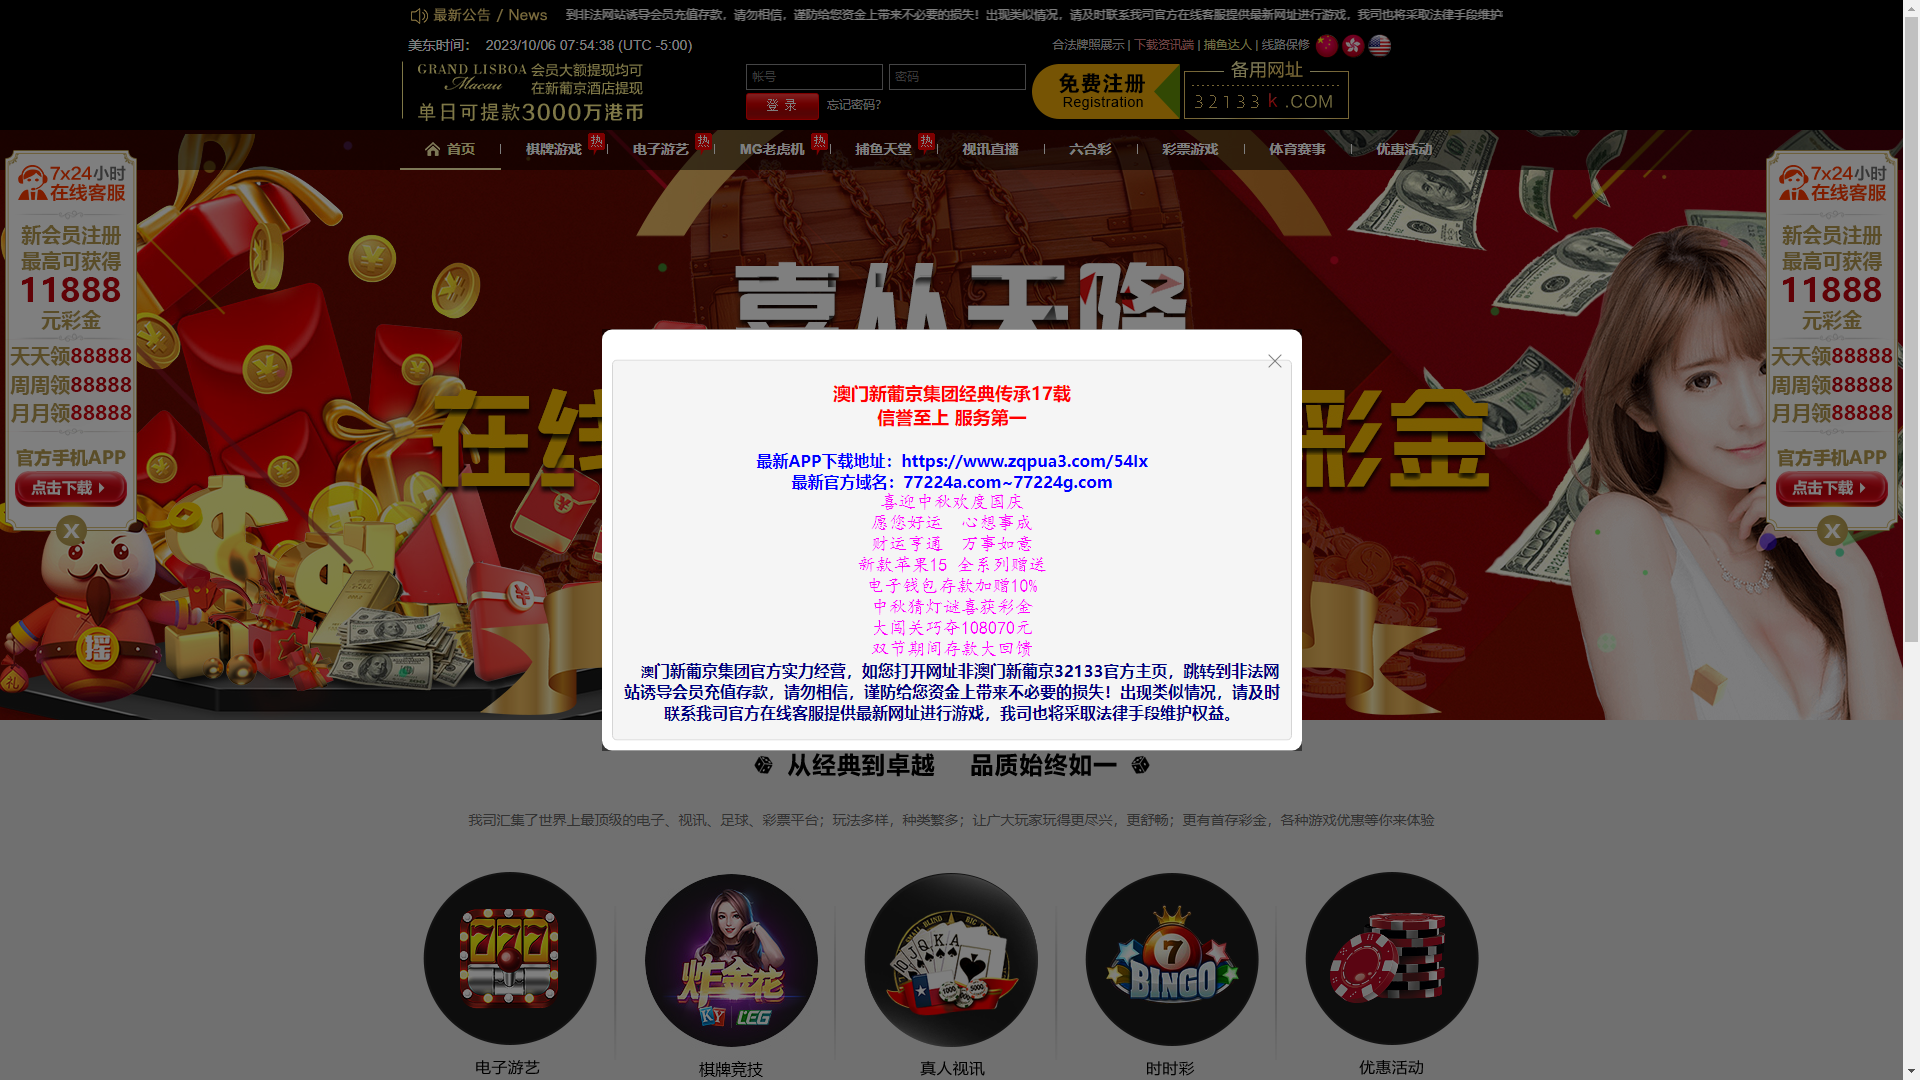 最新公告 / News
到非法网站诱导会员充值存款，请勿相信，谨防给您资金上带来不必要的损失！出现类似情况，请及时联系我司官方在线客服提供最新网址进行游戏，我司也将采取法律手段维护
美东时间： 2023/10/06 07:54:38 (UTC -5:00)
合法牌照展示 | 下载资讯端 | 捕鱼达人 | 线路保修
GRAND LISBOA 会员大额提现均可
Macau 在新葡京酒店提现
单日可提款3000万港币
帐号
密码
登 录
忘记密码?
免费注册
Registration
备用网址
32133 k .COM
首页
棋牌游戏 热
电子游艺 热
MG老虎机 热
捕鱼天堂 热
视讯直播
六合彩
彩票游戏
体育赛事
优惠活动
7x24小时
在线客服
新会员注册
最高可获得
11888
元彩金
天天领88888
周周领88888
月月领88888
官方手机APP
点击下载
X
喜从天降
在线
彩金
摇
澳门新葡京集团经典传承17载
信誉至上 服务第一
最新APP下载地址：https://www.zqpua3.com/54lx
最新官方域名：77224a.com~77224g.com
喜迎中秋欢度国庆
愿您好运 心想事成
财运亨通 万事如意
新款苹果15 全系列赠送
电子钱包存款加赠10%
中秋猜灯谜喜获彩金
大闯关巧夺108070元
双节期间存款大回馈
澳门新葡京集团官方实力经营，如您打开网址非澳门新葡京32133官方主页，跳转到非法网
站诱导会员充值存款，请勿相信，谨防给您资金上带来不必要的损失！出现类似情况，请及时
联系我司官方在线客服提供最新网址进行游戏，我司也将采取法律手段维护权益。
7x24小时
在线客服
新会员注册
最高可获得
11888
元彩金
天天领88888
周周领88888
月月领88888
官方手机APP
点击下载
X
从经典到卓越 品质始终如一
我司汇集了世界上最顶级的电子、视讯、足球、彩票平台；玩法多样，种类繁多；让广大玩家玩得更尽兴，更舒畅；更有首存彩金，各种游戏优惠等你来体验
777
炸金花
KY LEG
10 J Q K A
1000 5000
7
BINGO
电子游艺
棋牌竞技
真人视讯
时时彩
优惠活动